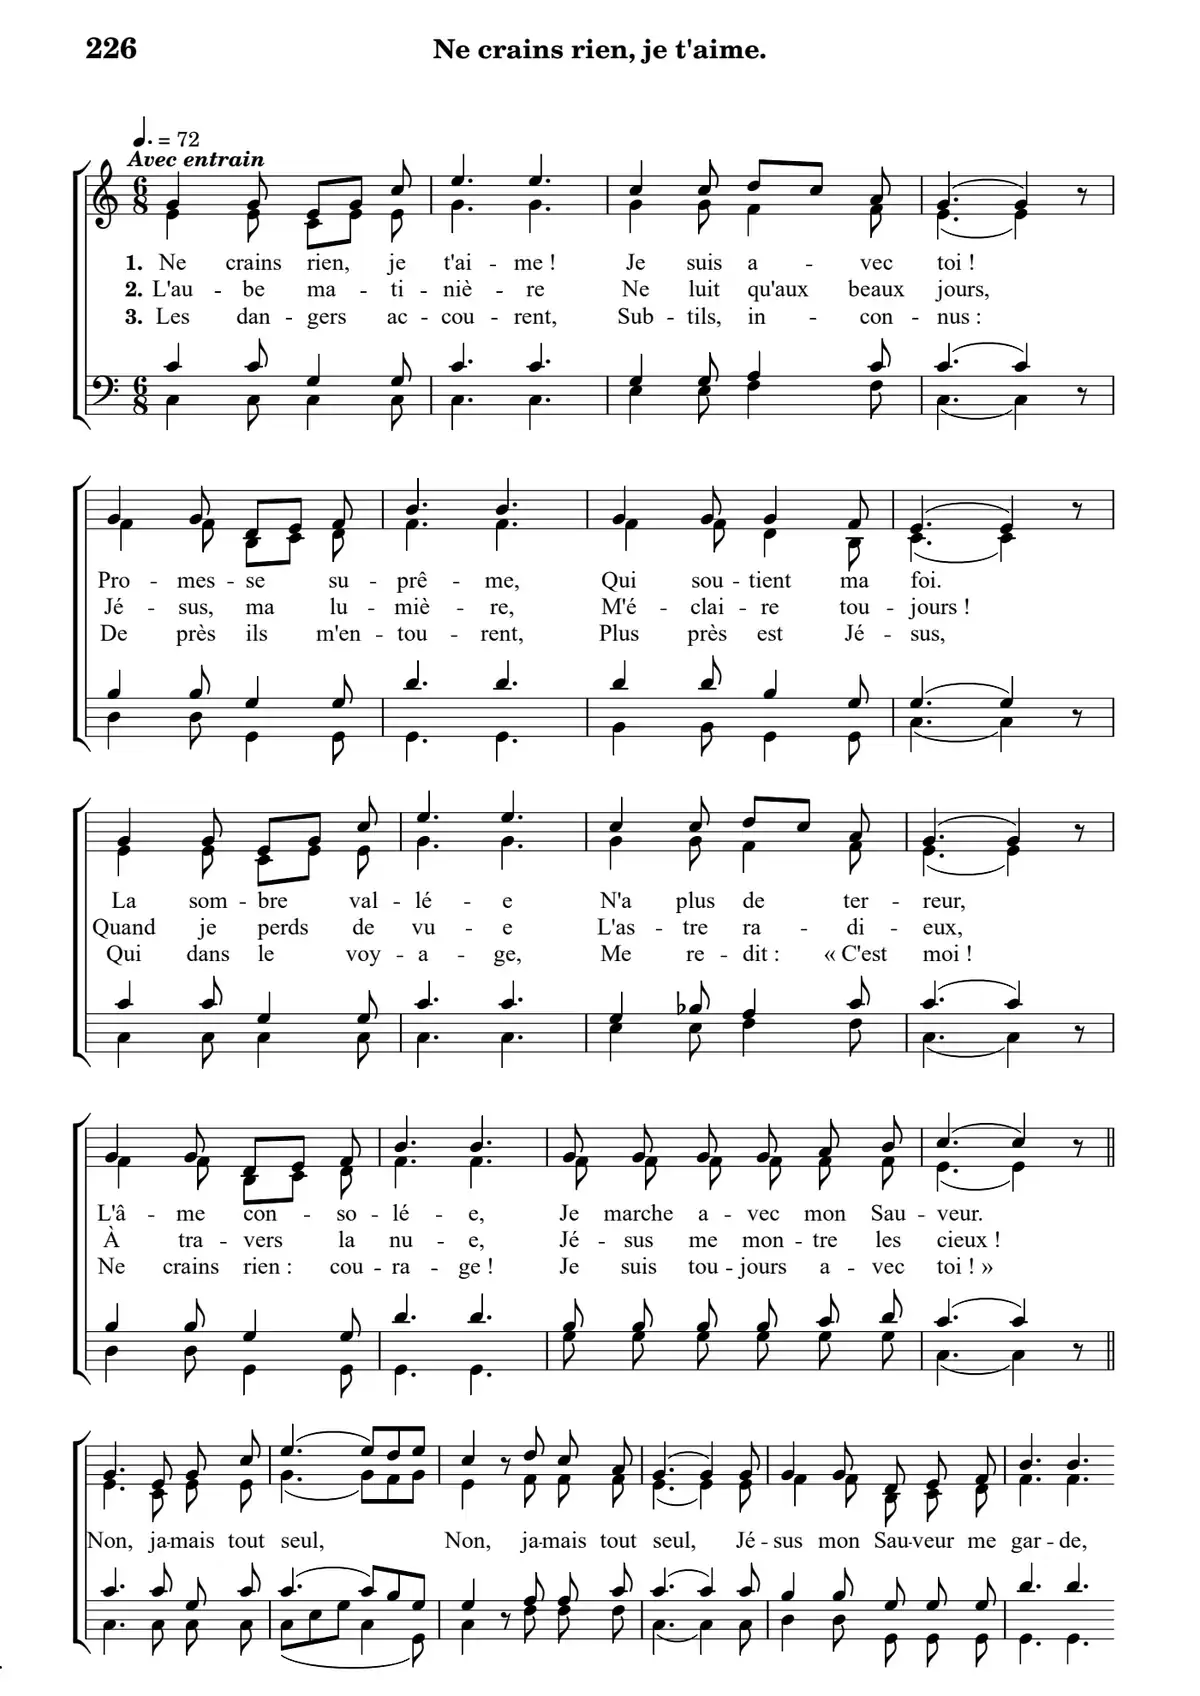 226 Ne crains rien, je t'aime.
= 72
Avec entrain
1. Ne crains rien, je t'ai - me ! Je suis a - vec toi !
2. L'au - be ma - ti - niè - re Ne luit qu'aux beaux jours,
3. Les dan - gers ac - cou - rent, Sub - tils, in - con - nus :
Pro - mes - se su - prê - me, Qui sou - tient ma foi.
Jé - sus, ma lu - miè - re, M'é - clai - re tou - jours !
De près ils m'en - tou - rent, Plus près est Jé - sus,
La som - bre val - lé - e N'a plus de ter - reur,
Quand je perds de vu - e L'as - tre ra - di - eux,
Qui dans le voy - a - ge, Me re - dit : « C'est moi !
L'â - me con - so - lé - e, Je marche a - vec mon Sau - veur.
À tra - vers la nu - e, Jé - sus me mon - tre les cieux !
Ne crains rien : cou - ra - ge ! Je suis tou - jours a - vec toi ! »
Non, ja - mais tout seul, Non, ja - mais tout seul, Jé - sus mon Sau - veur me gar - de,